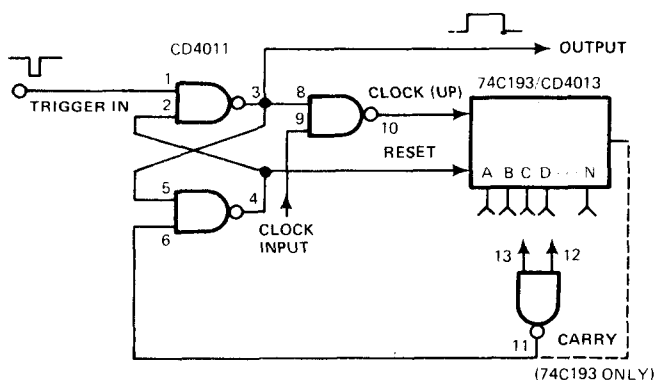 CD4011
OUTPUT
1
3
8
CLOCK (UP)
74C193/CD4013
TRIGGER IN
2
9
10
RESET
A B C D ···· N
5
4
6
CLOCK
INPUT
13
12
11
CARRY
(74C193 ONLY)